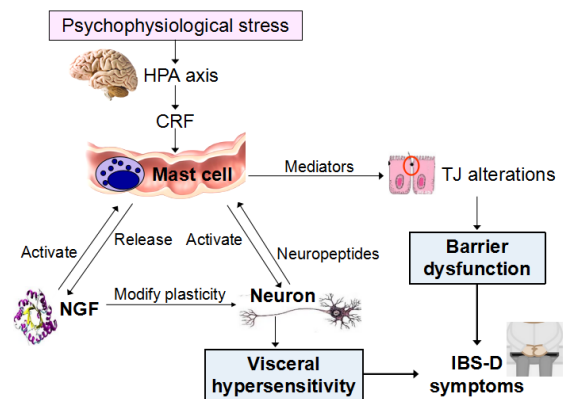 Psychophysiological stress
HPA axis
CRF
Mast cell
Mediators
TJ alterations
Activate
Release
Activate
Neuropeptides
Barrier
dysfunction
NGF
Modify plasticity
Neuron
Visceral
hypersensitivity
IBS-D
symptoms